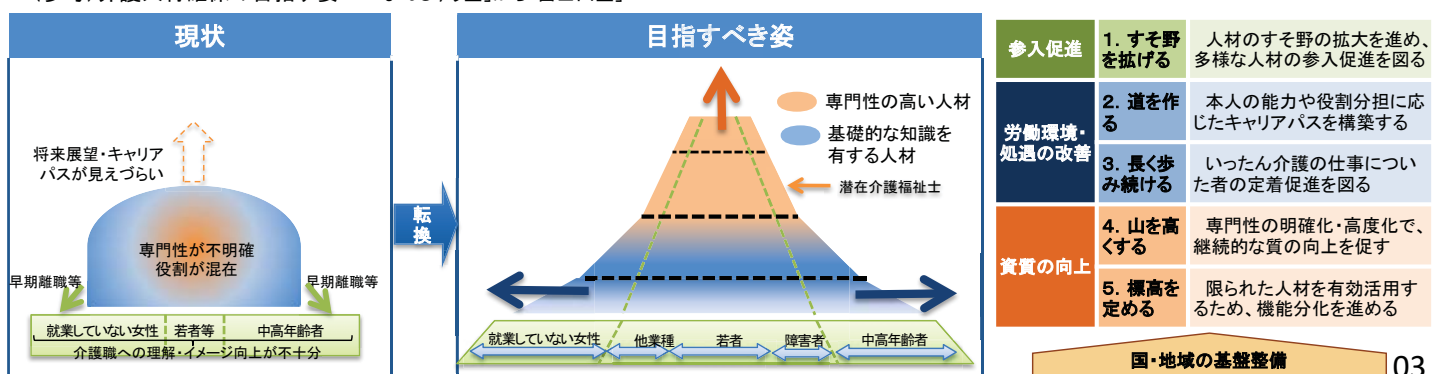 現状
将来展望・キャリア
パスが見えづらい
専門性が不明確
役割が混在
早期離職等
早期離職等
就業していない女性
若者等
中高年齢者
介護職への理解・イメージ向上が不十分
転
換
目指すべき姿
専門性の高い人材
基礎的な知識を
有する人材
潜在介護福祉士
就業していない女性
他業種
若者
障害者
中高年齢者
参入促進
1. すそ野
を拡げる
人材のすそ野の拡大を進め、
多様な人材の参入促進を図る
労働環境・
処遇の改善
2. 道を作
る
本人の能力や役割分担に応
じたキャリアパスを構築する
3. 長く歩
み続ける
いったん介護の仕事につい
た者の定着促進を図る
資質の向上
4. 山を高
くする
専門性の明確化・高度化で、
継続的な質の向上を促す
5. 標高を
定める
限られた人材を有効活用す
るため、機能分化を進める
国・地域の基盤整備
03